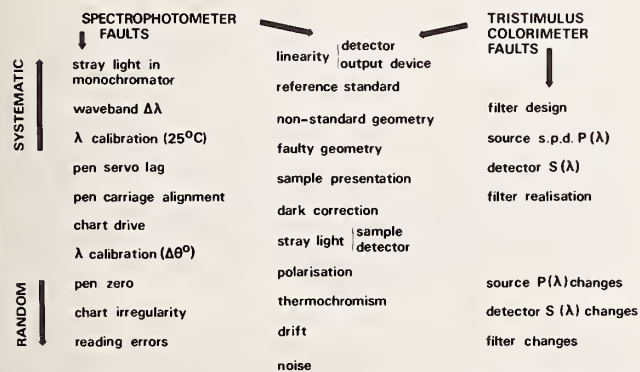 SPECTROPHOTOMETER
FAULTS
stray light in
monochromator
waveband Δλ
λ calibration (25°C)
pen servo lag
pen carriage alignment
chart drive
λ calibration (Δθ°)
pen zero
chart irregularity
reading errors
SYSTEMATIC
RANDOM
linearity detector
output device
reference standard
non-standard geometry
faulty geometry
sample presentation
dark correction
stray light sample
detector
polarisation
thermochromism
drift
noise
TRISTIMULUS
COLORIMETER
FAULTS
filter design
source s.p.d. P(λ)
detector S(λ)
filter realisation
source P(λ) changes
detector S (λ) changes
filter changes